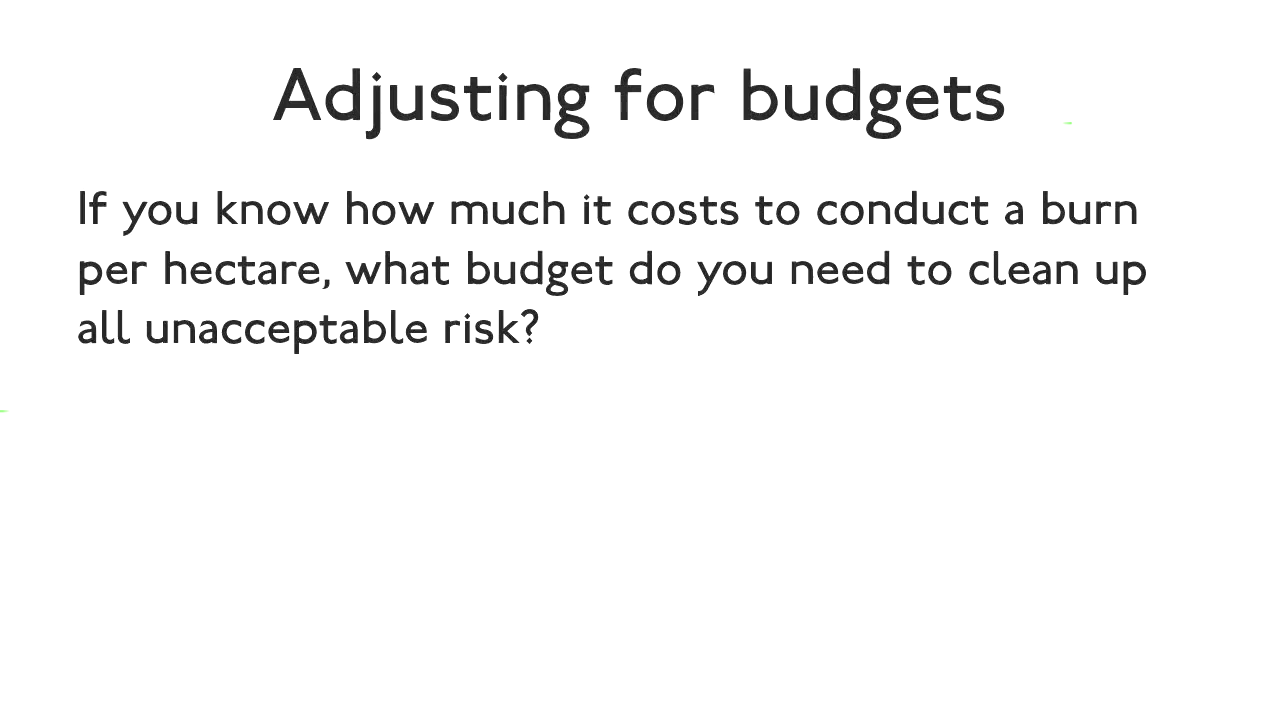 Adjusting for budgets
If you know how much it costs to conduct a burn
per hectare, what budget do you need to clean up
all unacceptable risk?